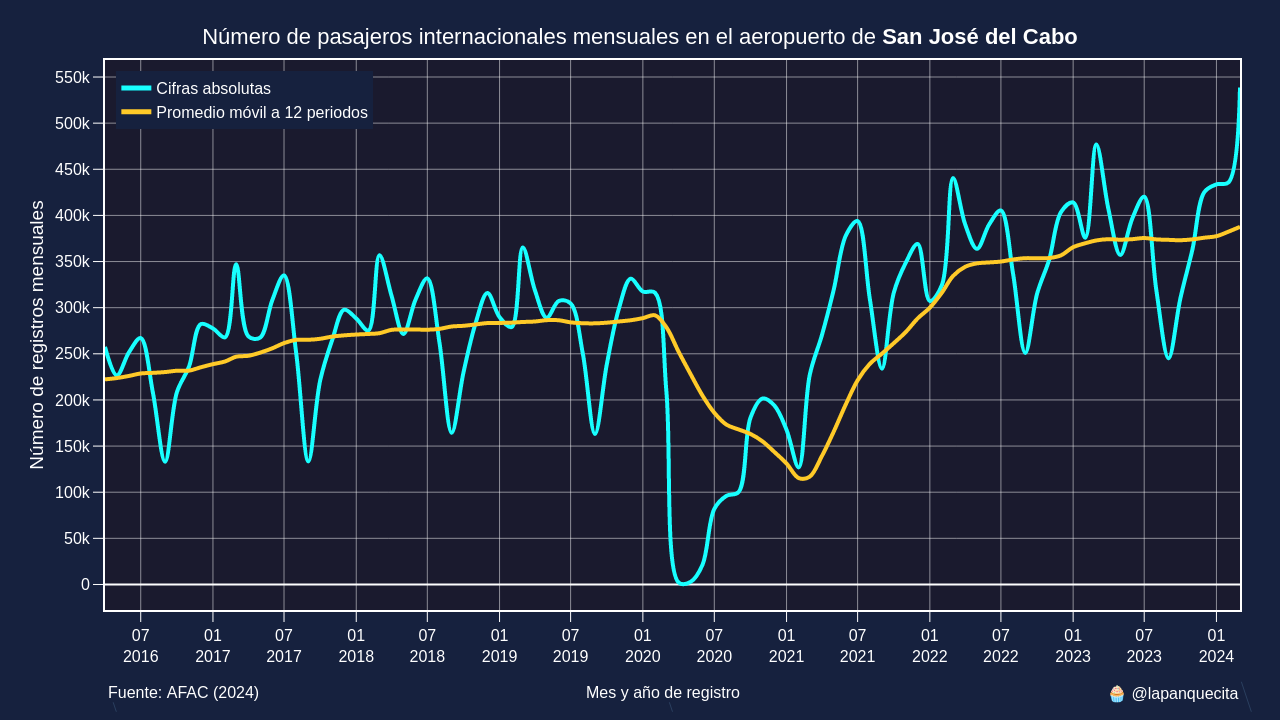 Número de pasajeros internacionales mensuales en el aeropuerto de San José del Cabo
Cifras absolutas
Promedio móvil a 12 periodos
Número de registros mensuales
550k
500k
450k
400k
350k
300k
250k
200k
150k
100k
50k
0
07 01 07 01 07 01 07 01 07 01 07 01 07 01 07 01
2016 2017 2017 2018 2018 2019 2019 2020 2020 2021 2021 2022 2022 2023 2023 2024
Fuente: AFAC (2024) Mes y año de registro 🧁 @lapanquecita